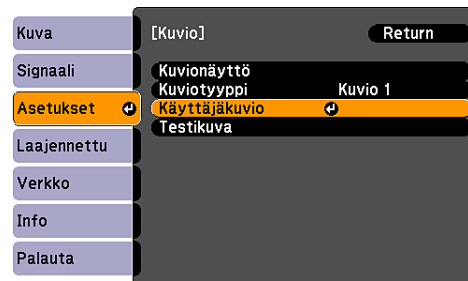 Kuva
Signaali
Asetukset
Laajennettu
Verkko
Info
Palauta
[Kuvio]
Return
Kuvionäyttö
Kuviotyyppi Kuvio 1
Käyttäjäkuvio
Testikuva